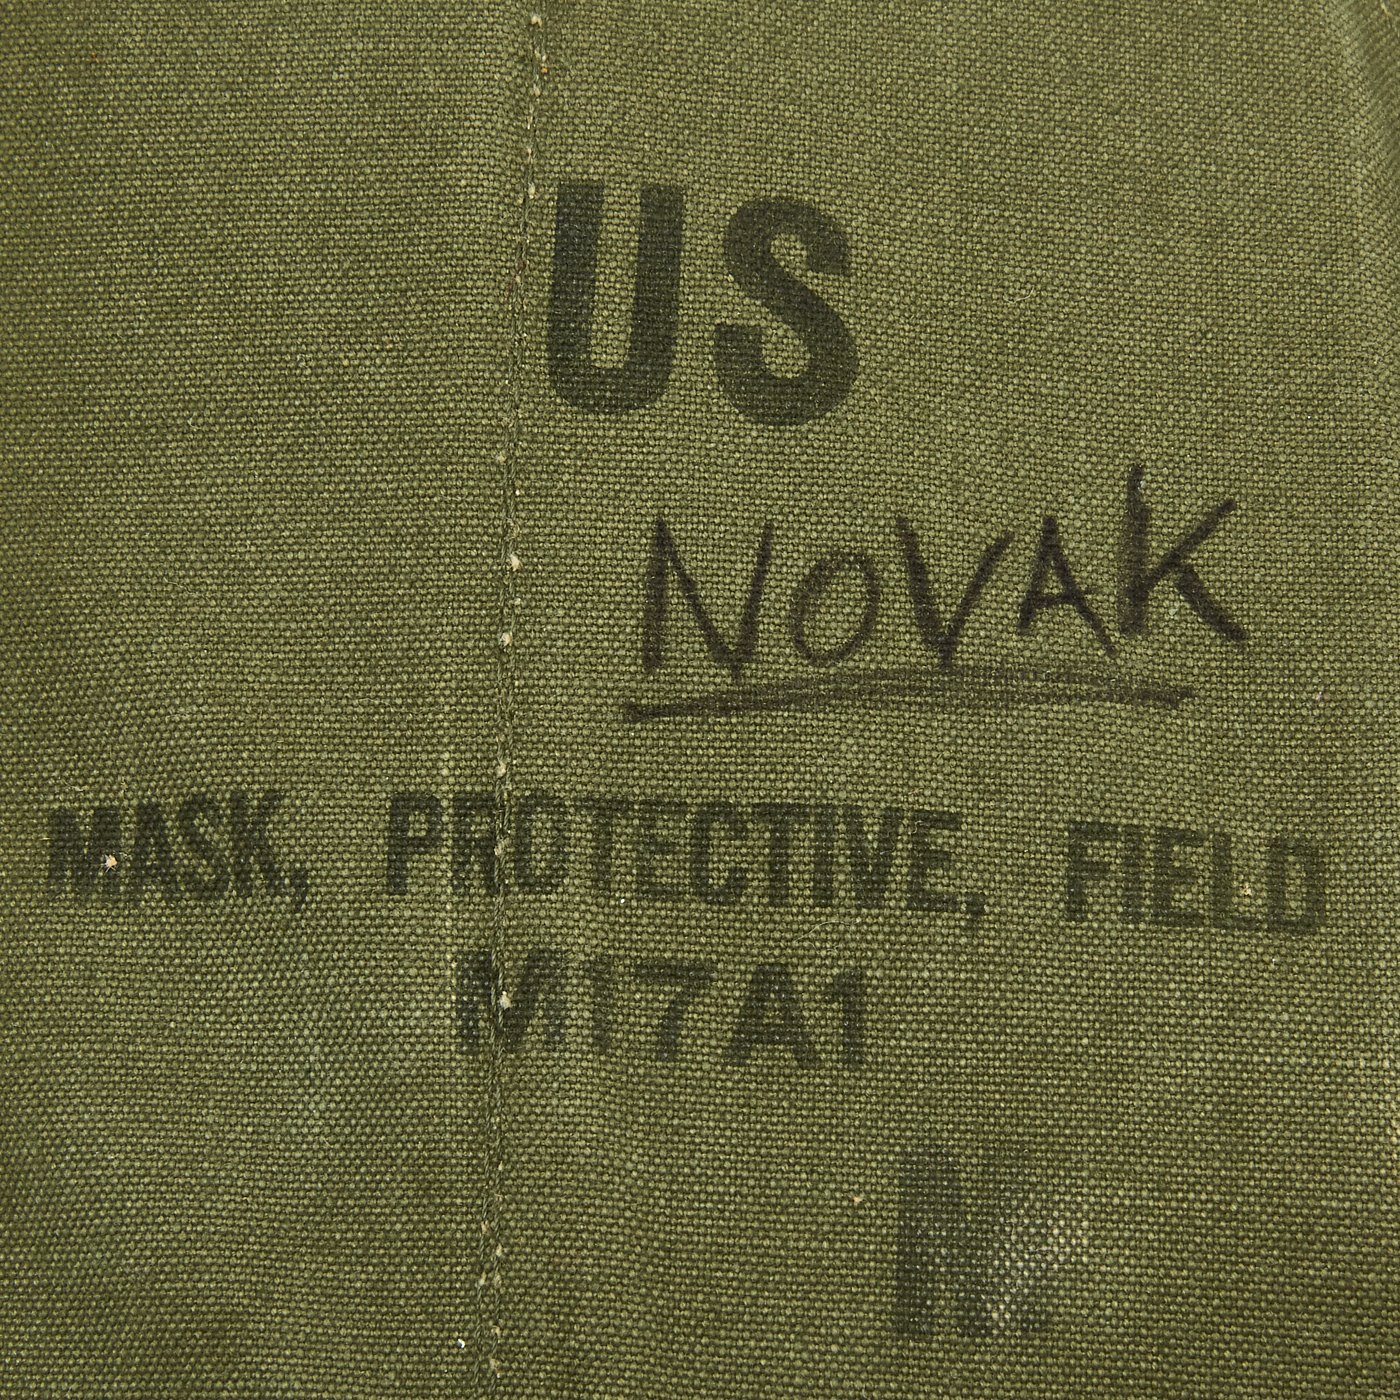 US
NOVAK
MASK, PROTECTIVE, FIELD
M17A1